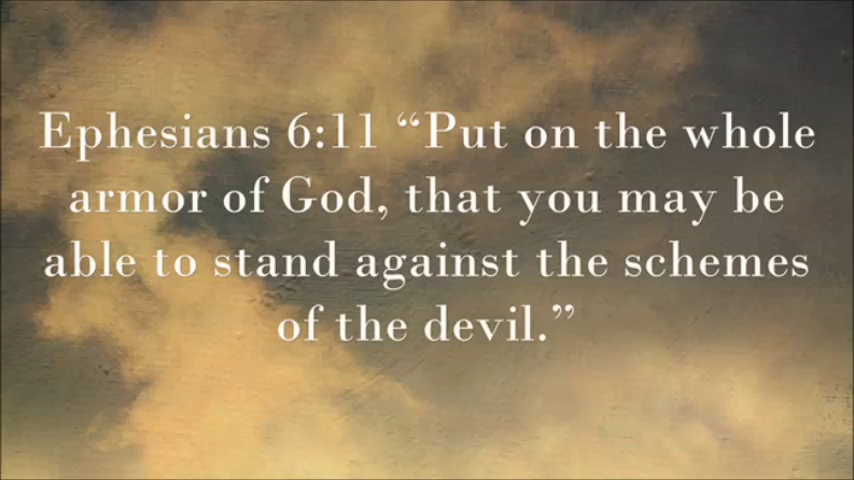 Ephesians 6:11 “Put on the whole
armor of God, that you may be
able to stand against the schemes
of the devil.”